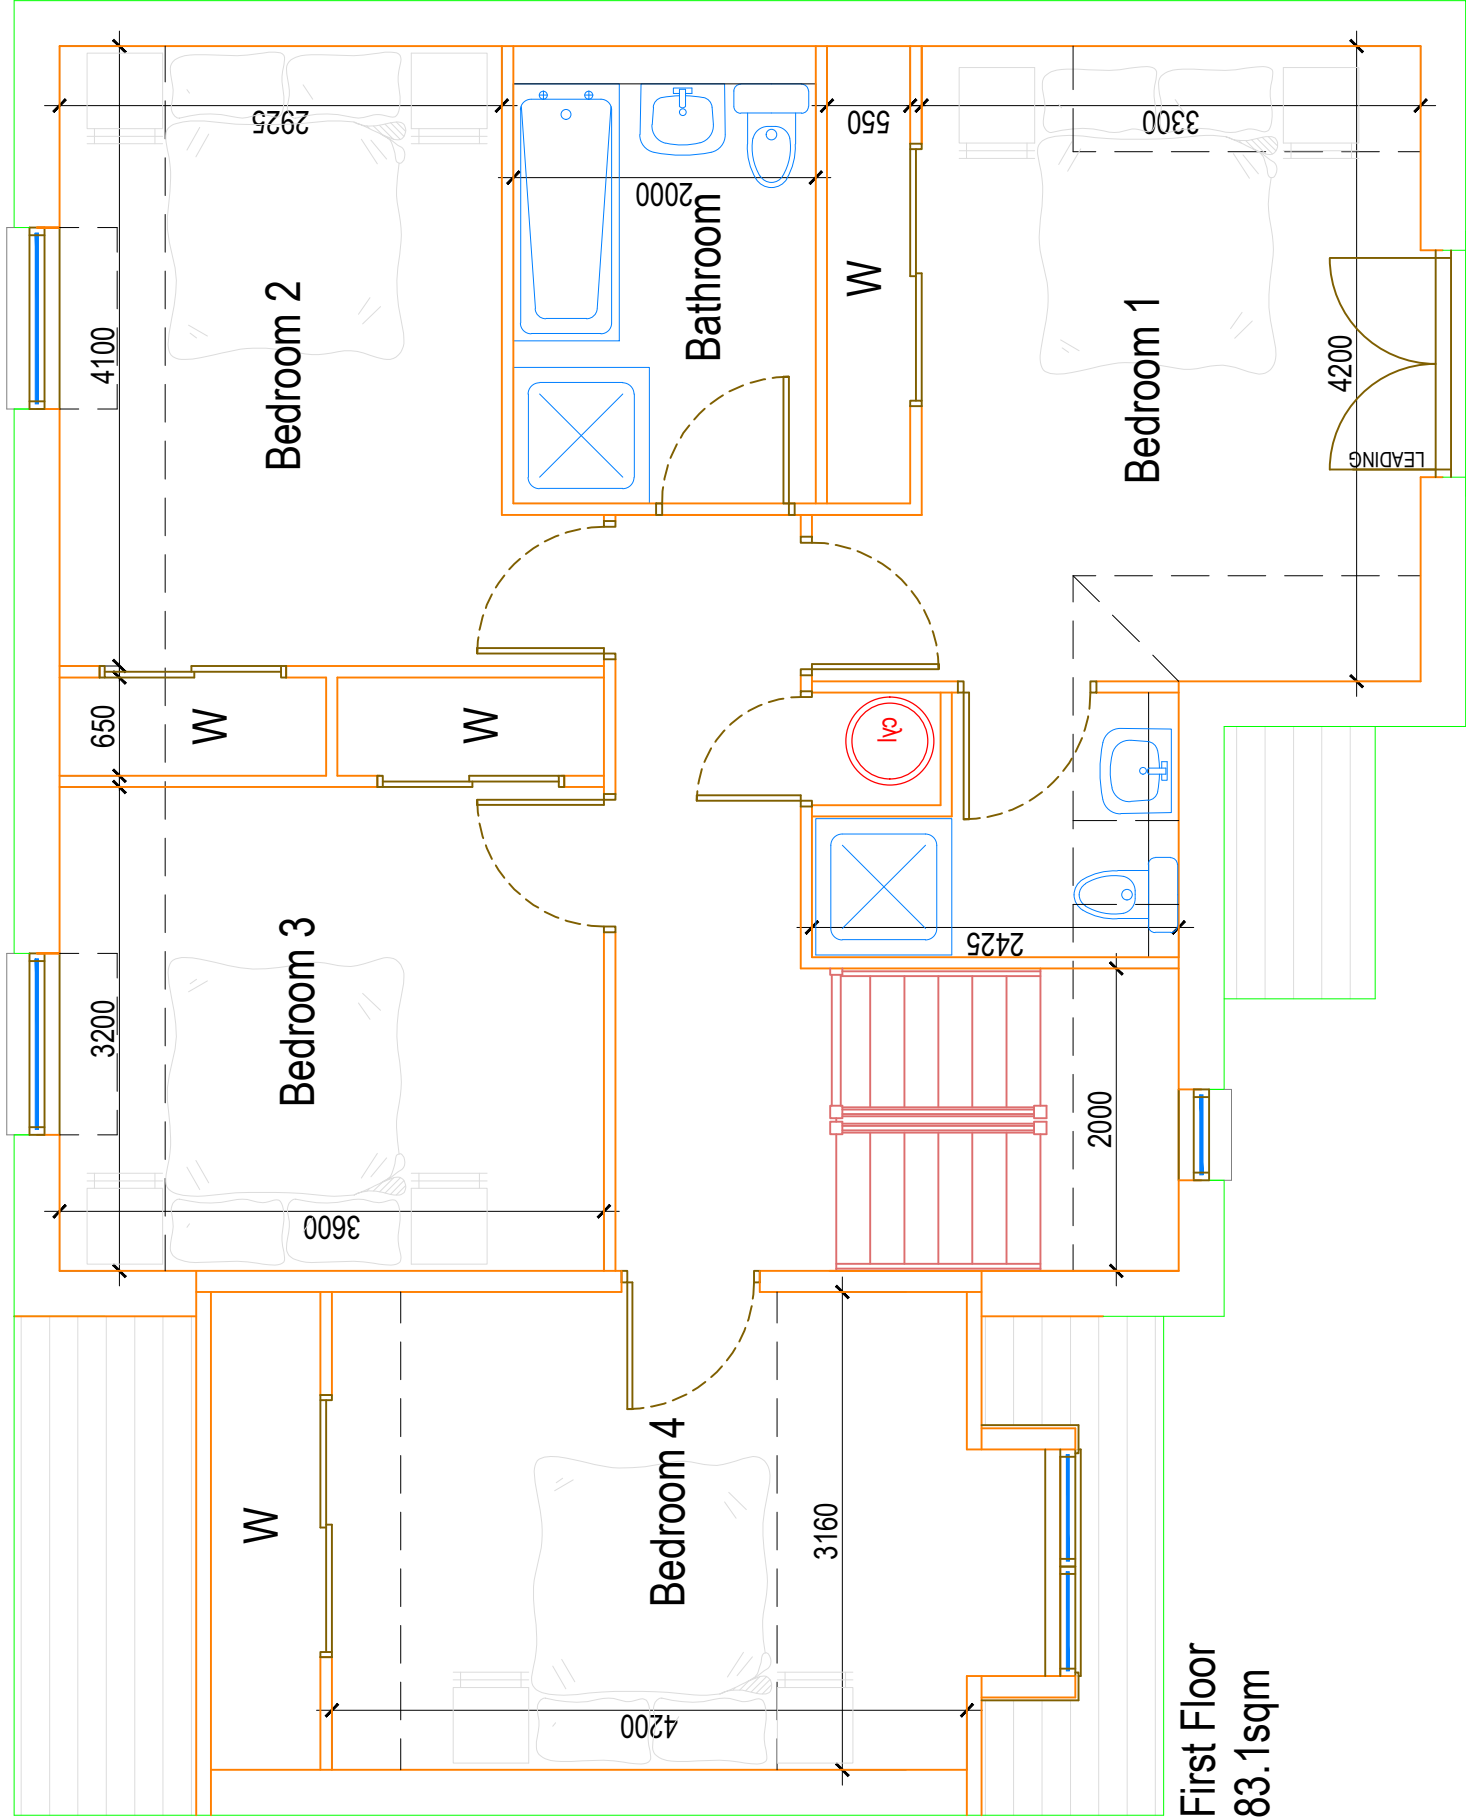 Bedroom 2
4100
2925
Bathroom
2000
550
W
Bedroom 1
3300
4200
LEADING
650
W
W
cyl
2425
Bedroom 3
3200
3600
2000
Bedroom 4
W
3160
4200
First Floor
83.1sqm